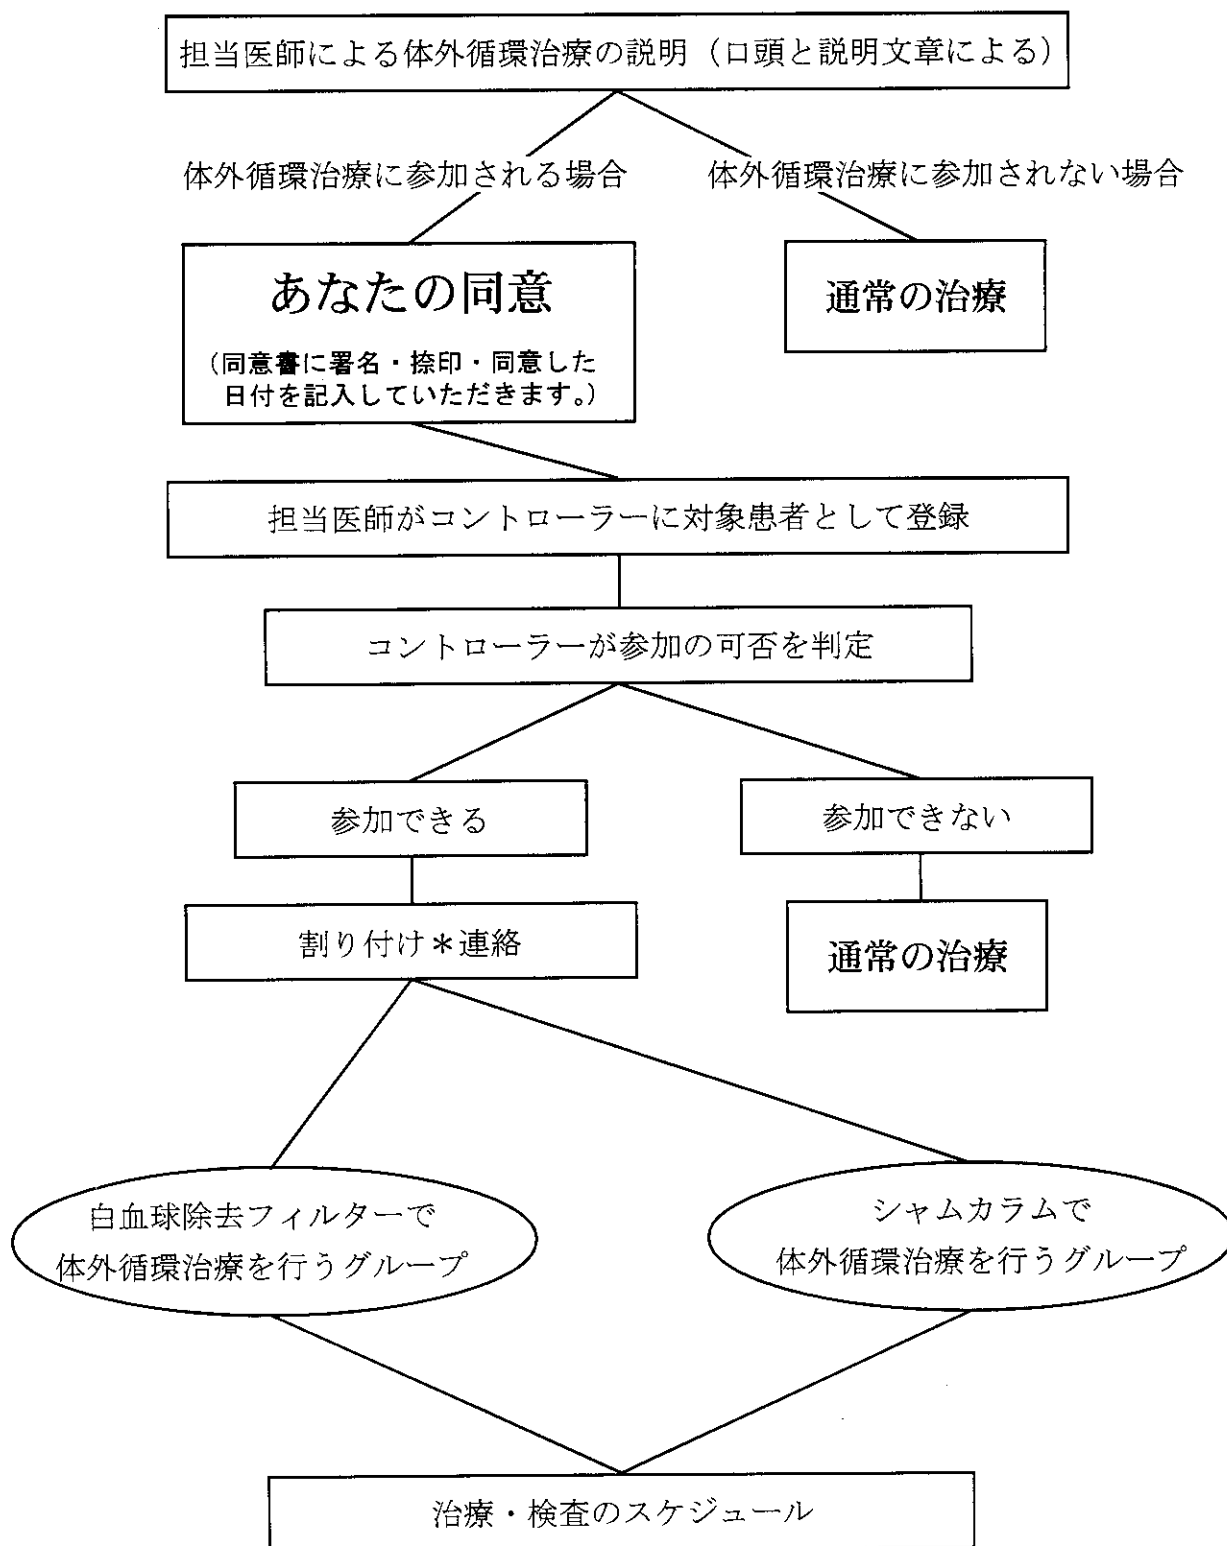 担当医師による体外循環治療の説明（口頭と説明文章による）
体外循環治療に参加される場合
体外循環治療に参加されない場合
あなたの同意
（同意書に署名・捺印・同意した
日付を記入していただきます。）
通常の治療
担当医師がコントローラーに対象患者として登録
コントローラーが参加の可否を判定
参加できる
参加できない
割り付け＊連絡
通常の治療
白血球除去フィルターで
体外循環治療を行うグループ
シャムカラムで
体外循環治療を行うグループ
治療・検査のスケジュール